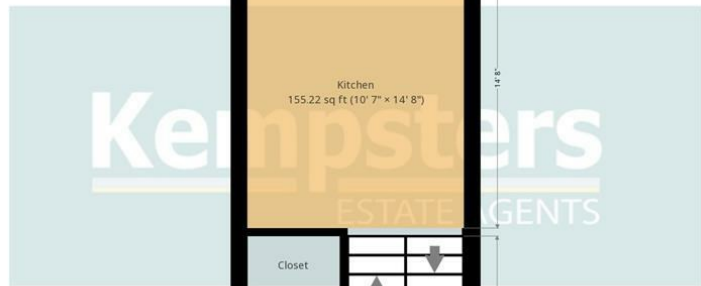 Kitchen
155.22 sq ft (10' 7" × 14' 8")
14' 8"
Kempsters
ESTATE AGENTS
Closet